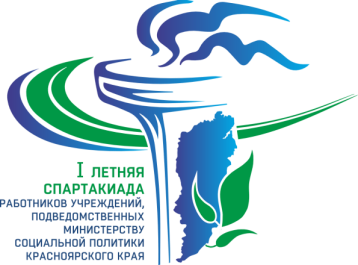 I ЛЕТНЯЯ
СПАРТАКИАДА
РАБОТНИКОВ УЧРЕЖДЕНИЙ,
ПОДВЕДОМСТВЕННЫХ
МИНИСТЕРСТВУ
СОЦИАЛЬНОЙ ПОЛИТИКИ
КРАСНОЯРСКОГО КРАЯ